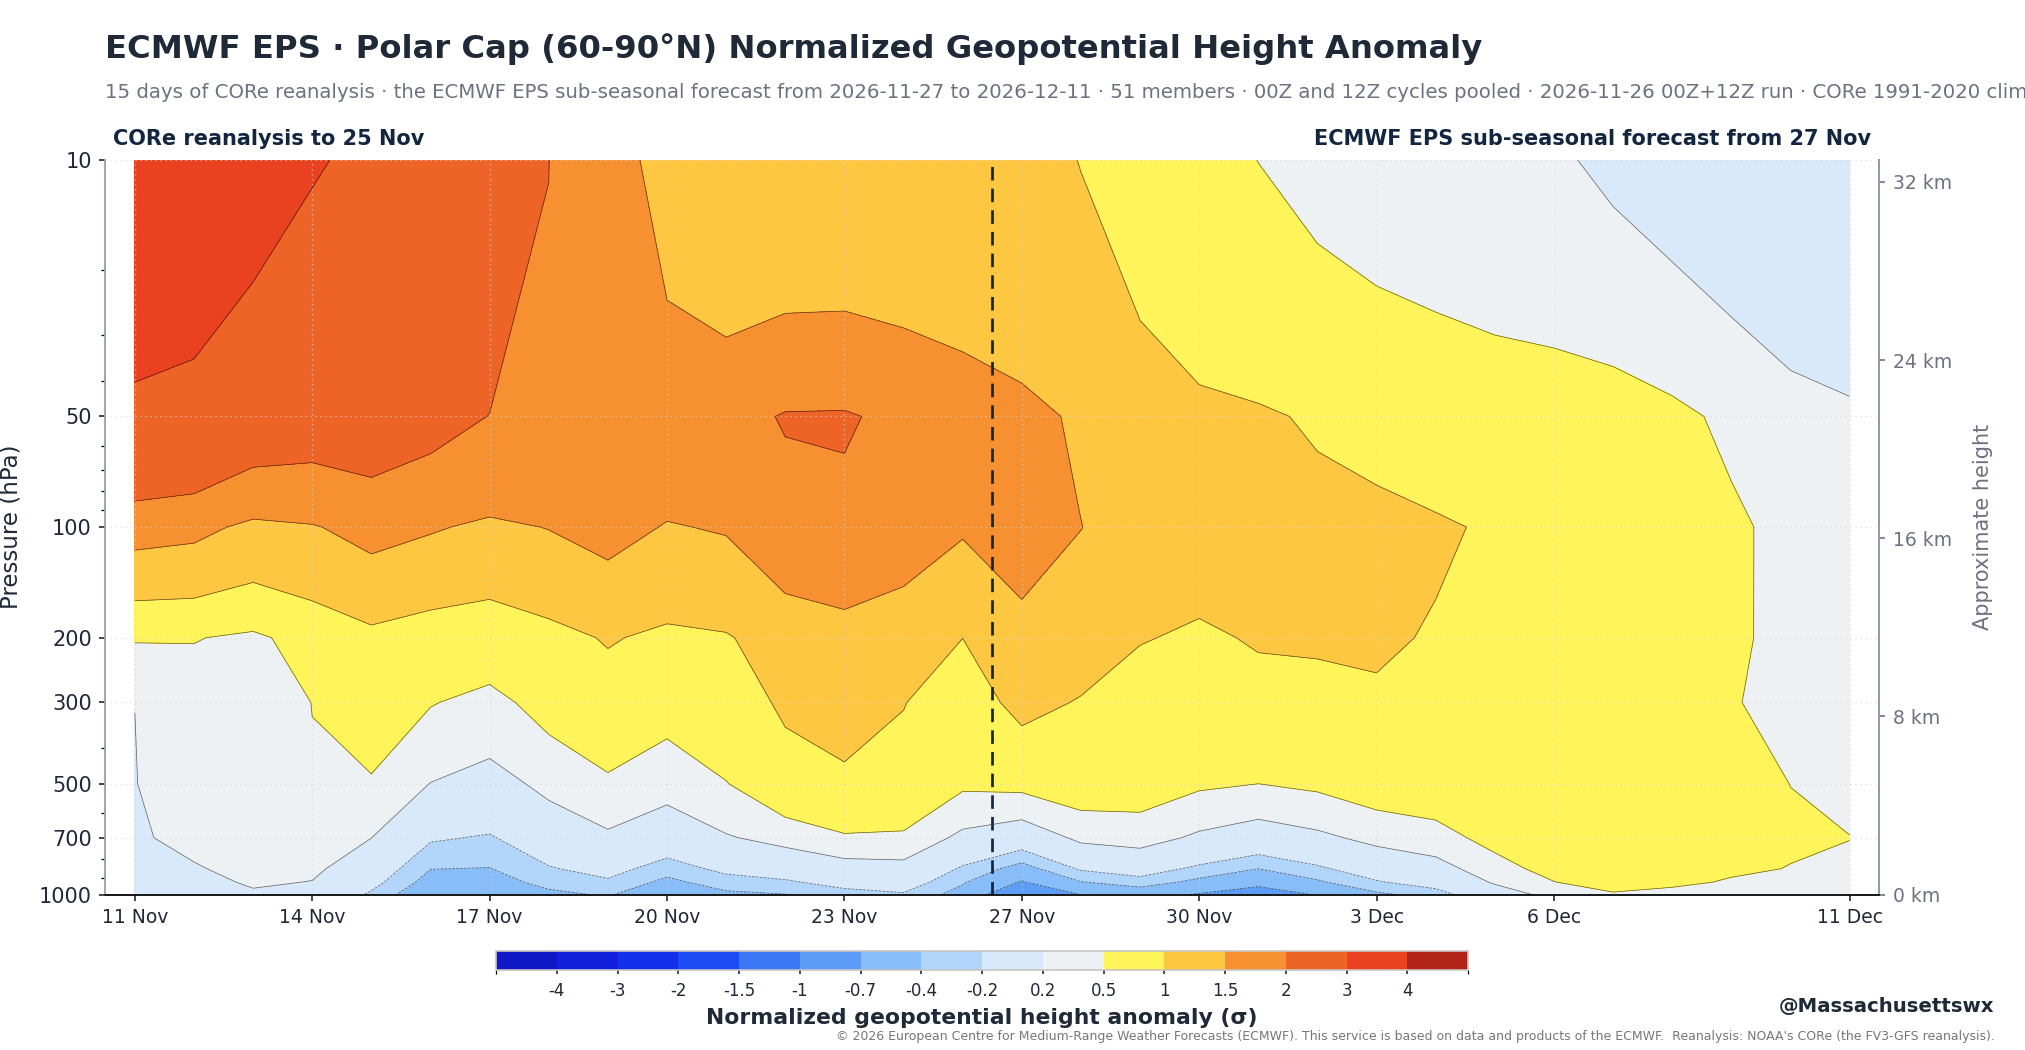 ECMWF EPS · Polar Cap (60-90°N) Normalized Geopotential Height Anomaly
15 days of CORe reanalysis · the ECMWF EPS sub-seasonal forecast from 2026-11-27 to 2026-12-11 · 51 members · 00Z and 12Z cycles pooled · 2026-11-26 00Z+12Z run · CORe 1991-2020 clim
CORe reanalysis to 25 Nov
ECMWF EPS sub-seasonal forecast from 27 Nov
10
50
100
200
300
500
700
1000
Pressure (hPa)
32 km
24 km
16 km
8 km
0 km
Approximate height
11 Nov 14 Nov 17 Nov 20 Nov 23 Nov 27 Nov 30 Nov 3 Dec 6 Dec 11 Dec
-4 -3 -2 -1.5 -1 -0.7 -0.4 -0.2 0.2 0.5 1 1.5 2 3 4
Normalized geopotential height anomaly (σ)
@Massachusettswx
© 2026 European Centre for Medium-Range Weather Forecasts (ECMWF). This service is based on data and products of the ECMWF. Reanalysis: NOAA's CORe (the FV3-GFS reanalysis).